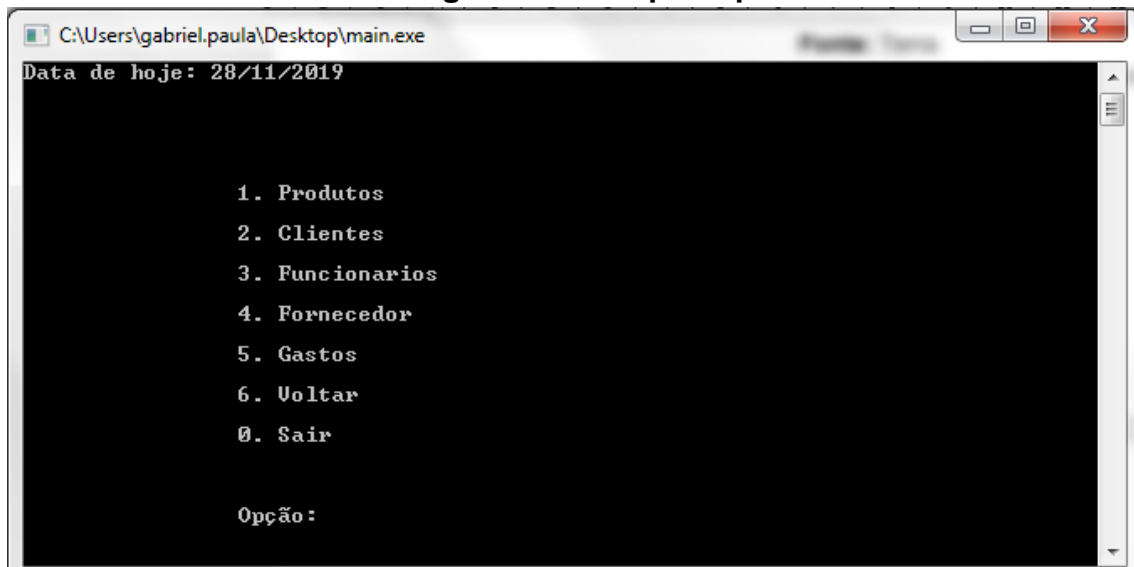 C:\Users\gabriel.paula\Desktop\main.exe
Data de hoje: 28/11/2019
1. Produtos
2. Clientes
3. Funcionarios
4. Fornecedor
5. Gastos
6. Voltar
0. Sair
Opção: